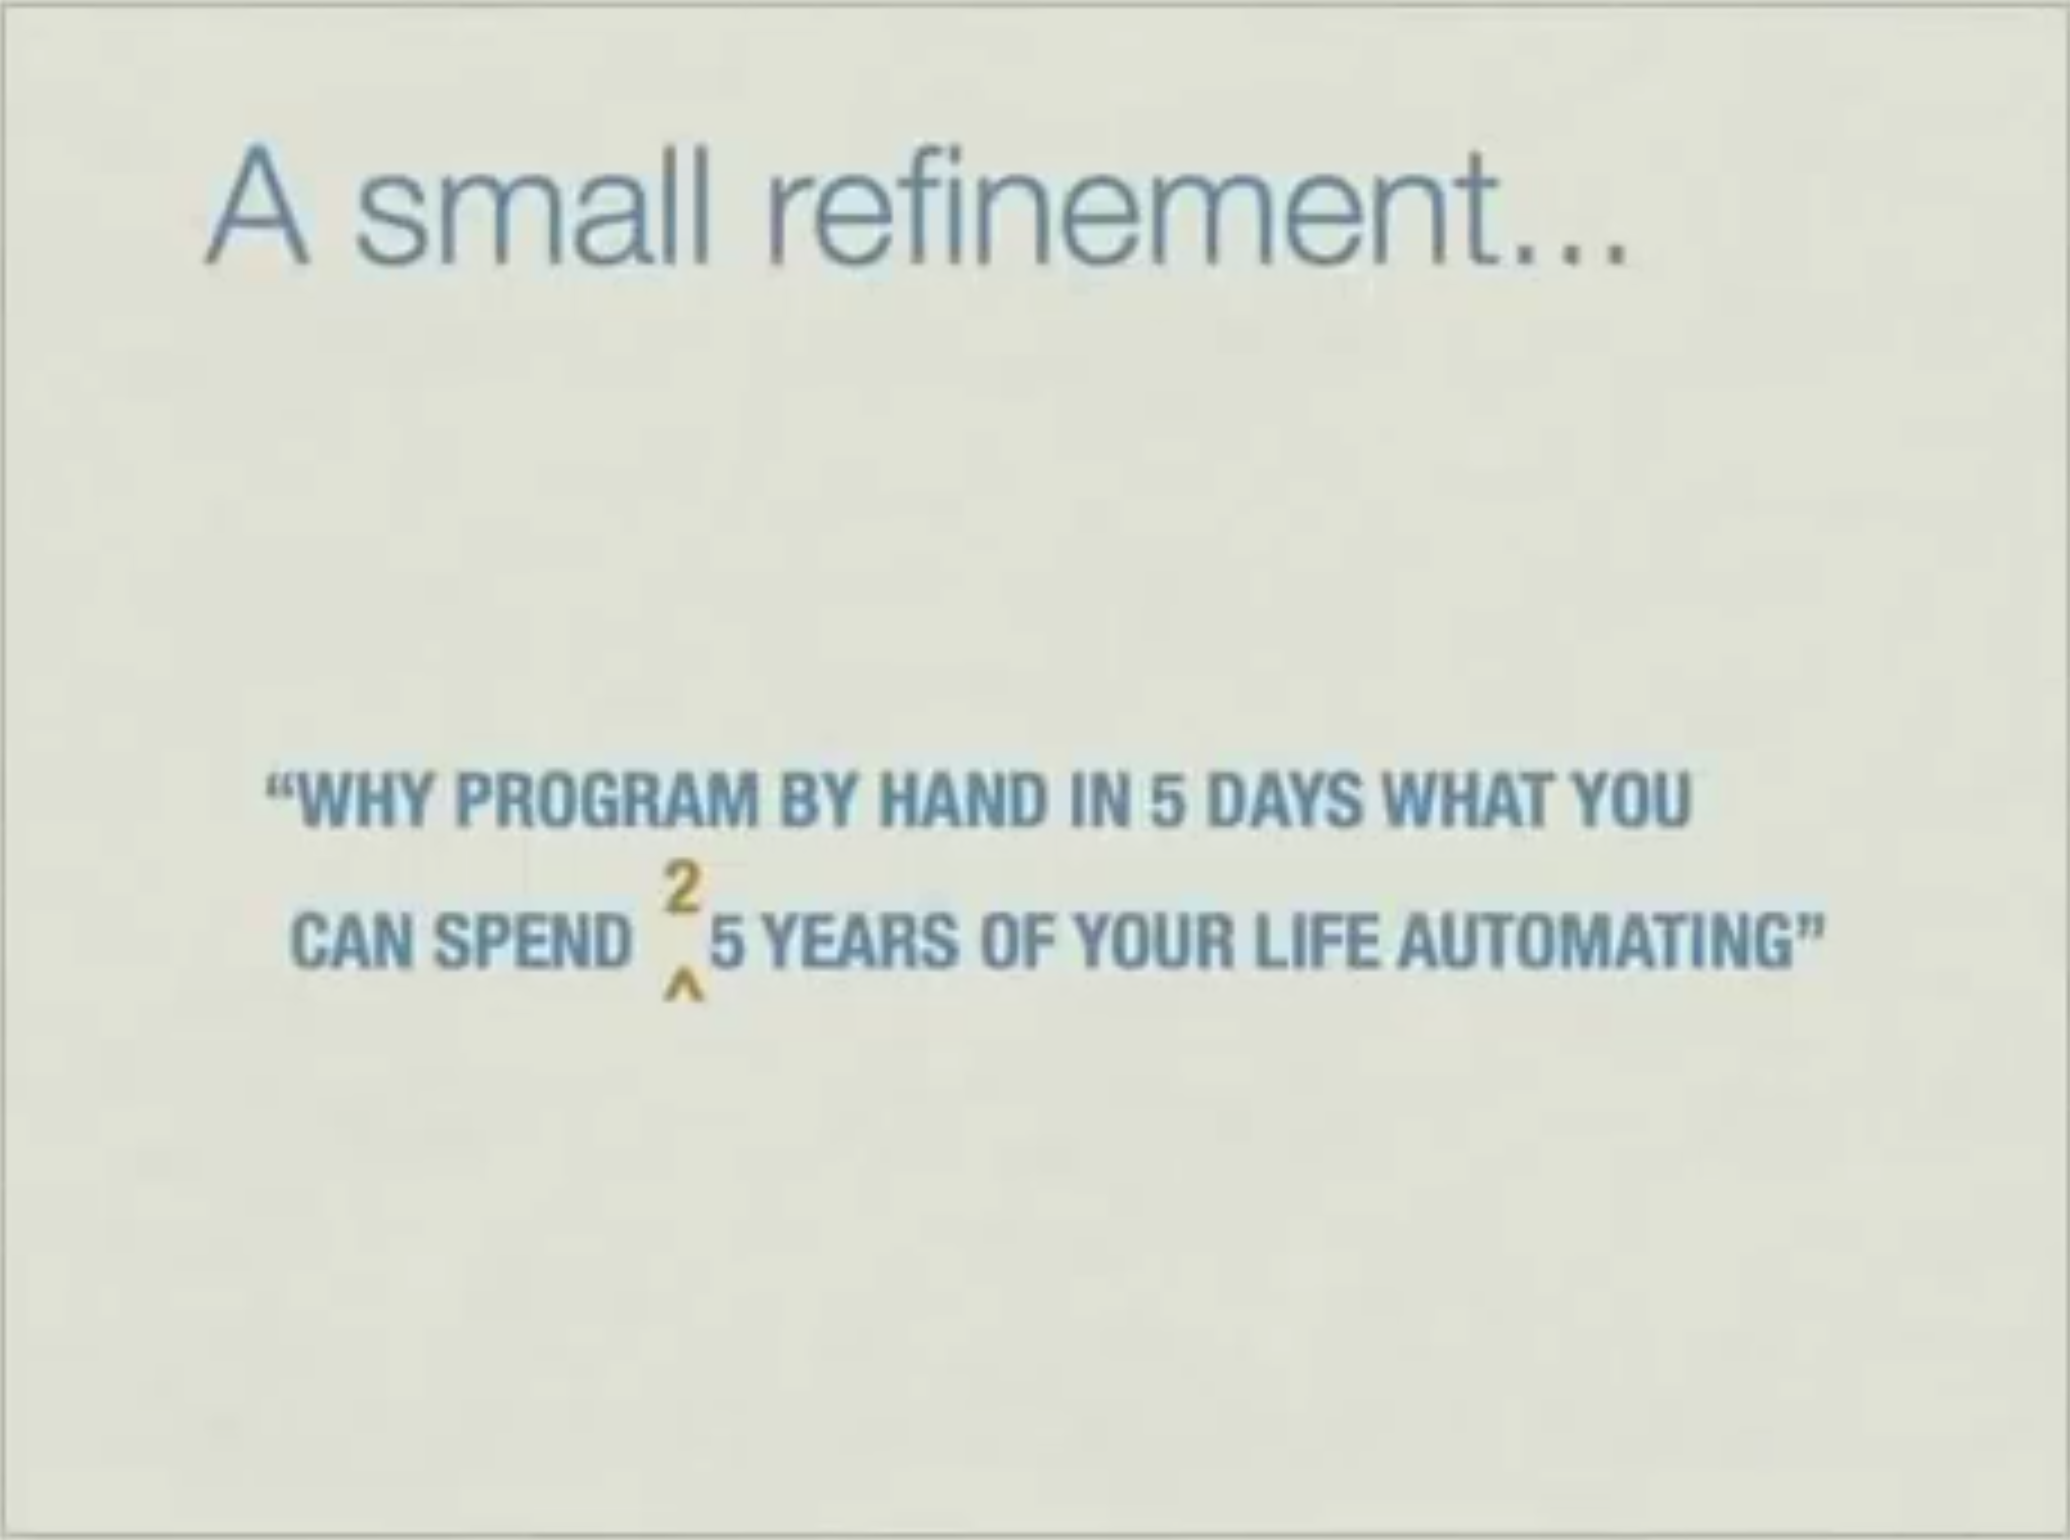 A small refinement...
“WHY PROGRAM BY HAND IN 5 DAYS WHAT YOU
2
CAN SPEND 5 YEARS OF YOUR LIFE AUTOMATING”
^